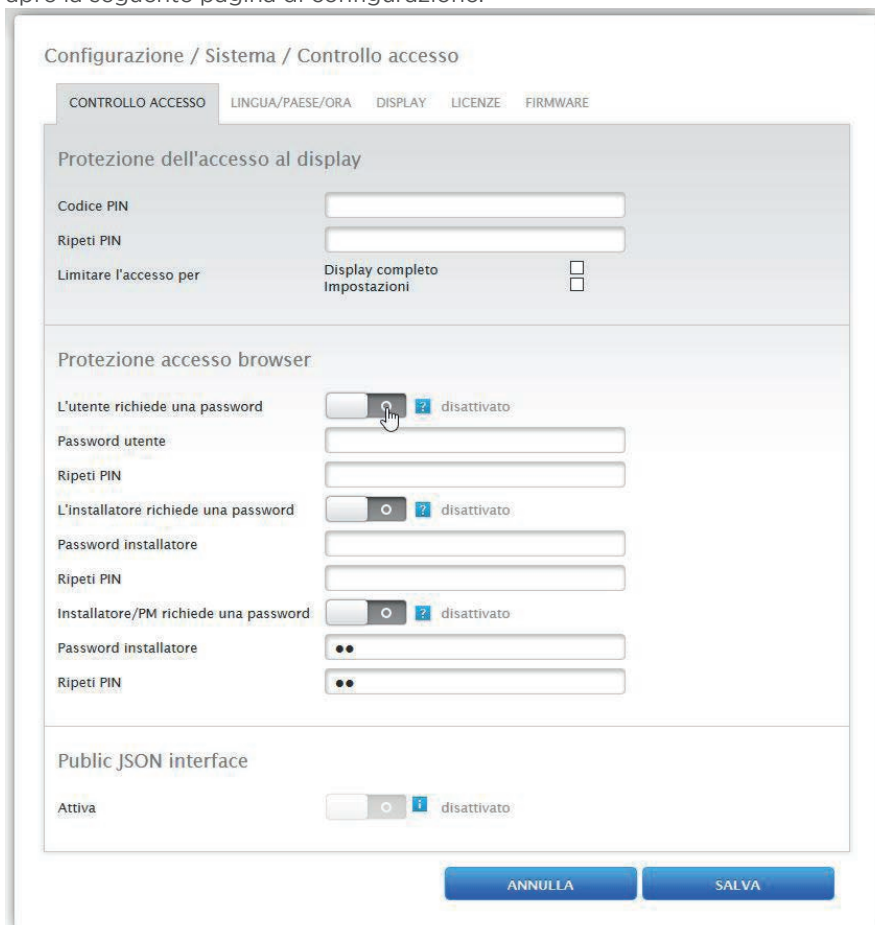 apre la seguente pagina di configurazione.
Configurazione / Sistema / Controllo accesso
CONTROLLO ACCESSO LINGUA/PAESE/ORA DISPLAY LICENZE FIRMWARE
Protezione dell'accesso al display
Codice PIN
Ripeti PIN
Limitare l'accesso per Display completo
Impostazioni
Protezione accesso browser
L'utente richiede una password ? disattivato
Password utente
Ripeti PIN
L'installatore richiede una password ? disattivato
Password installatore
Ripeti PIN
Installatore/PM richiede una password ? disattivato
Password installatore ●●
Ripeti PIN ●●
Public JSON interface
Attiva i disattivato
ANNULLA SALVA